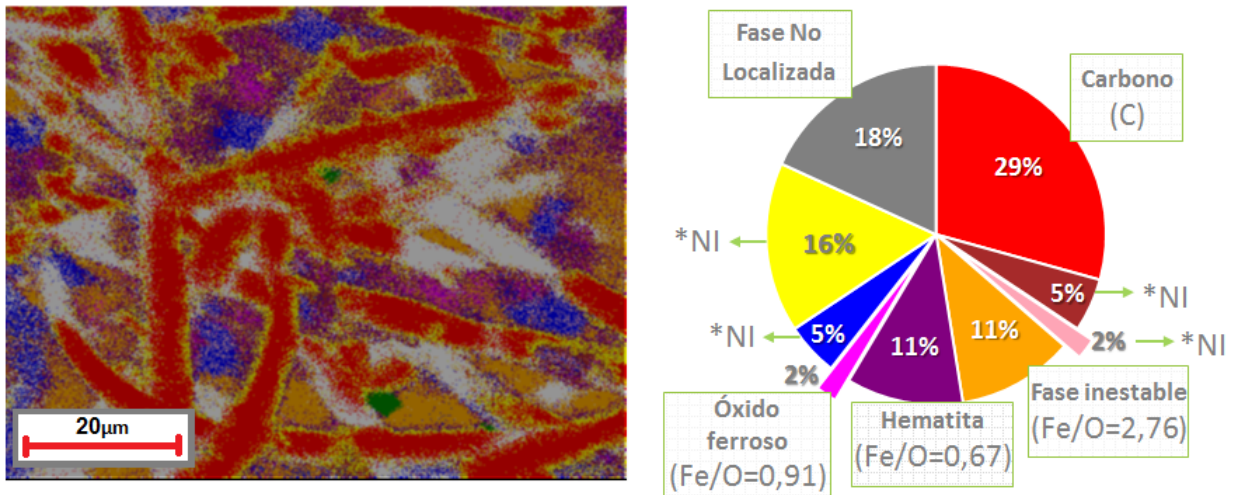 20μm
Fase No
Localizada
Carbono
(C)
18%
29%
*NI
16%
5%
*NI
*NI
5%
11%
11%
2%
*NI
2%
Óxido
ferroso
(Fe/O=0,91)
Hematita
(Fe/O=0,67)
Fase inestable
(Fe/O=2,76)